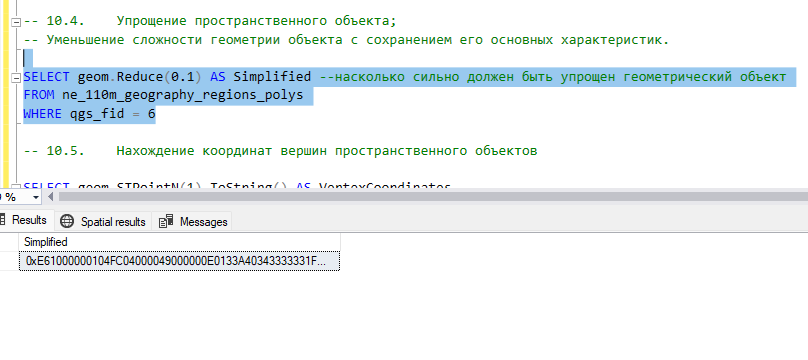 -- 10.4. Упрощение пространственного объекта;
-- Уменьшение сложности геометрии объекта с сохранением его основных характеристик.
SELECT geom.Reduce(0.1) AS Simplified --насколько сильно должен быть упрощен геометрический объект
FROM ne_110m_geography_regions_polys
WHERE qgs_fid = 6
-- 10.5. Нахождение координат вершин пространственного объектов
SELECT geom.STPointN(1).ToString() AS VertexCoordinates
%
Results Spatial results Messages
Simplified
0xE61000000104FC04000049000000E0133A40343333331F...